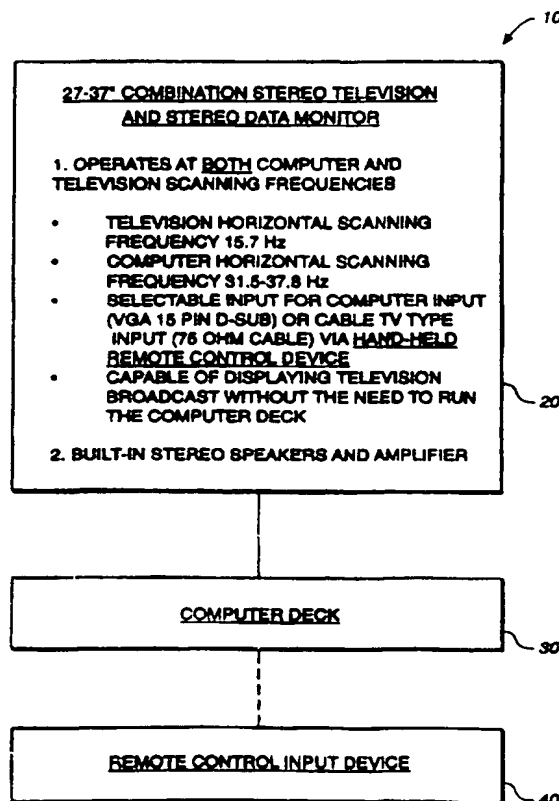 10
27-37" COMBINATION STEREO TELEVISION
AND STEREO DATA MONITOR
1. OPERATES AT BOTH COMPUTER AND
TELEVISION SCANNING FREQUENCIES
• TELEVISION HORIZONTAL SCANNING
FREQUENCY 15.7 Hz
• COMPUTER HORIZONTAL SCANNING
FREQUENCY 31.5-37.8 Hz
• SELECTABLE INPUT FOR COMPUTER INPUT
(VGA 15 PIN D-SUB) OR CABLE TV TYPE
INPUT (75 OHM CABLE) VIA HAND-HELD
REMOTE CONTROL DEVICE
• CAPABLE OF DISPLAYING TELEVISION
BROADCAST WITHOUT THE NEED TO RUN
THE COMPUTER DECK
20
2. BUILT-IN STEREO SPEAKERS AND AMPLIFIER
COMPUTER DECK
30
REMOTE CONTROL INPUT DEVICE
40